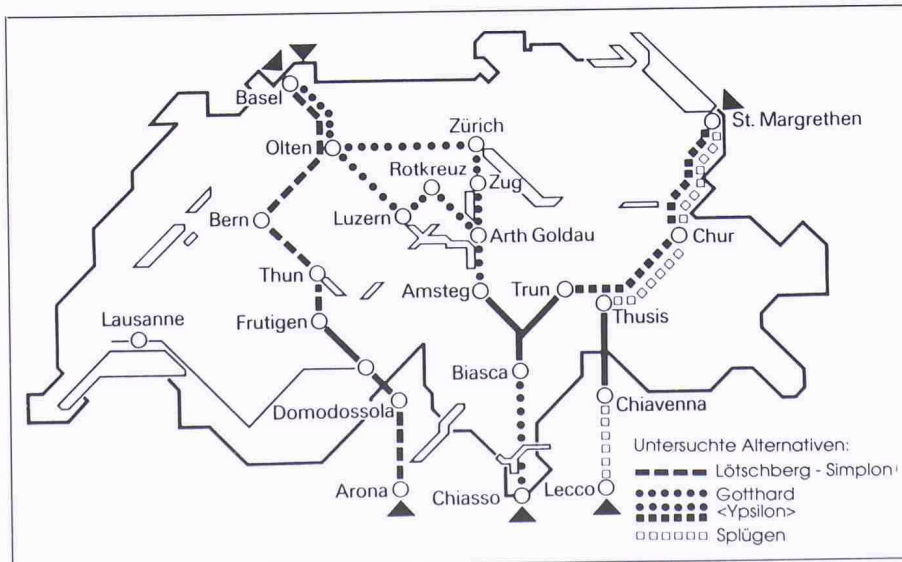 Basel
St. Margrethen
Zürich
Olten
Rotkreuz
Zug
Bern
Luzern
Arth Goldau
Chur
Thun
Amsteg
Trun
Thusis
Lausanne
Frutigen
Biasca
Domodossola
Chiavenna
Untersuchte Alternativen:
Lötschberg - Simplon
Arona
Chiasso
Lecco
Gotthard
<Ypsilon>
Splügen